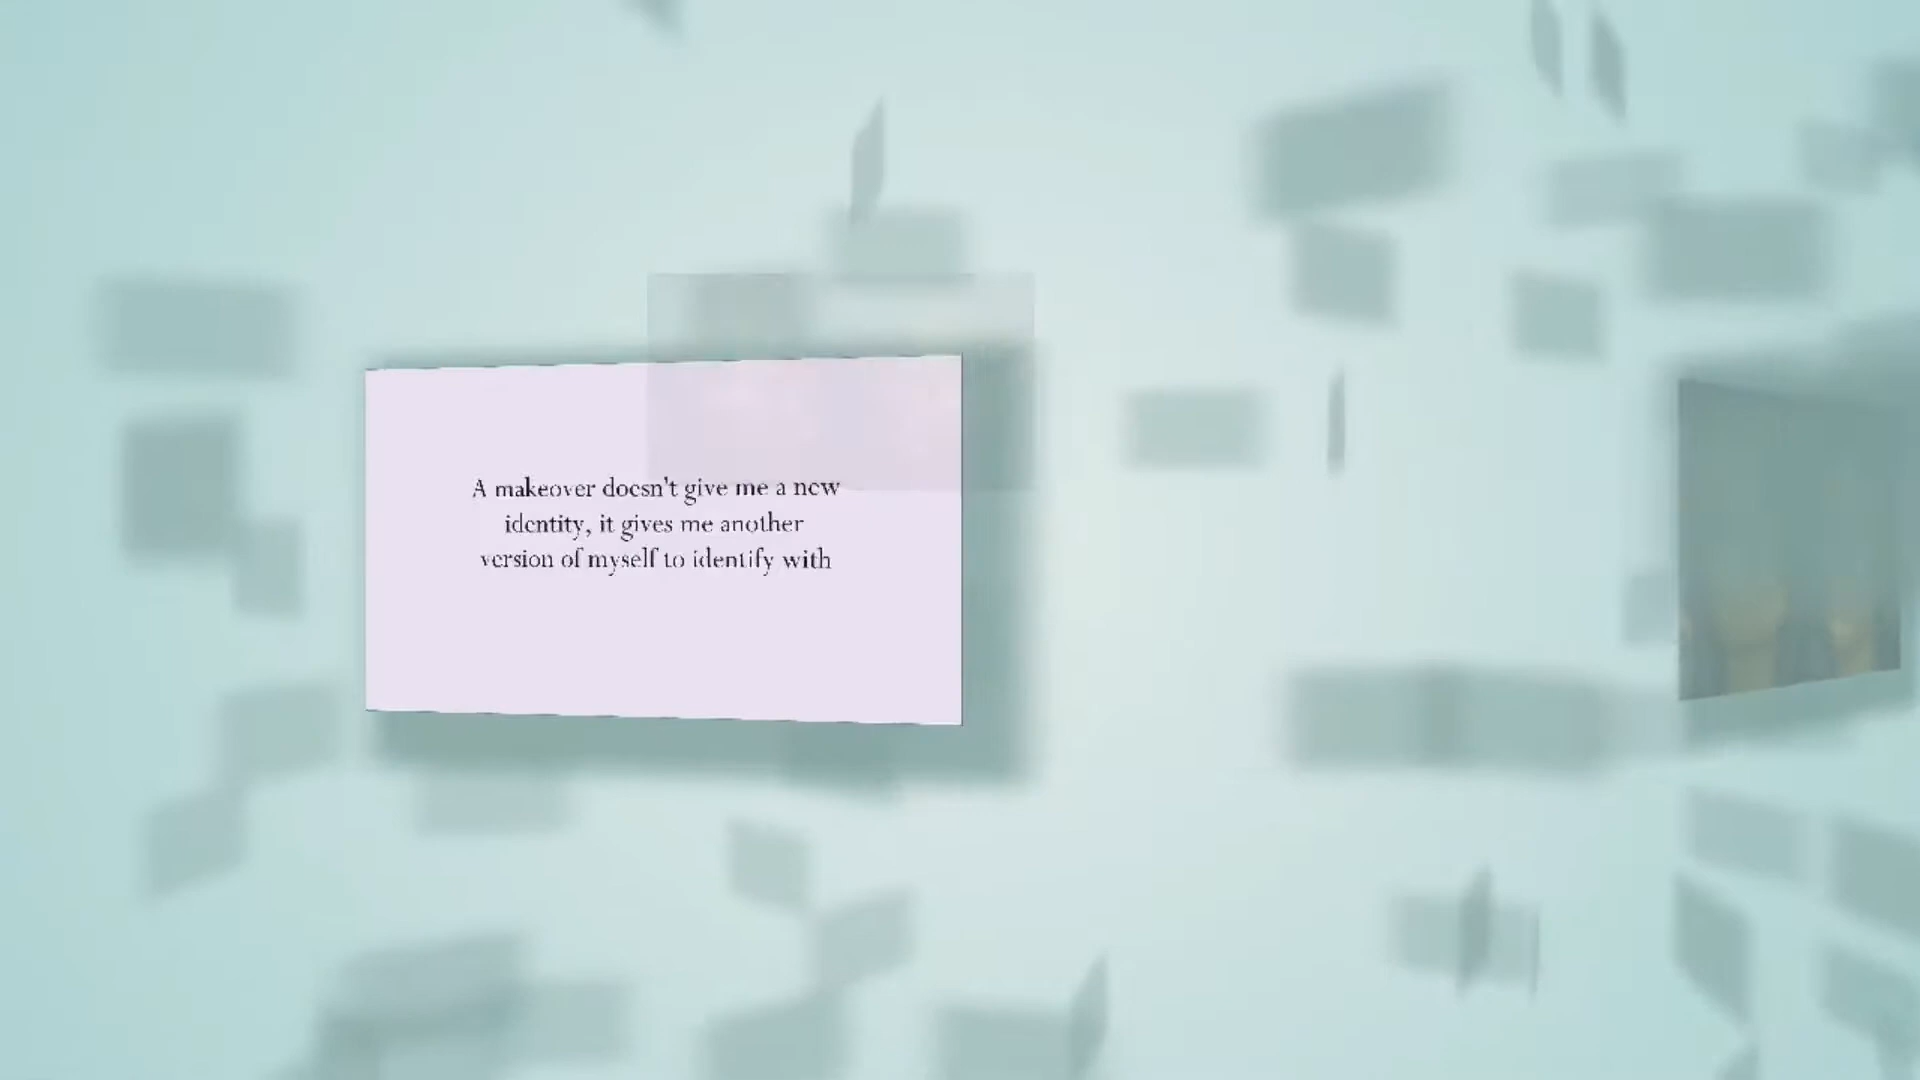 A makeover doesn't give me a new
identity, it gives me another
version of myself to identify with